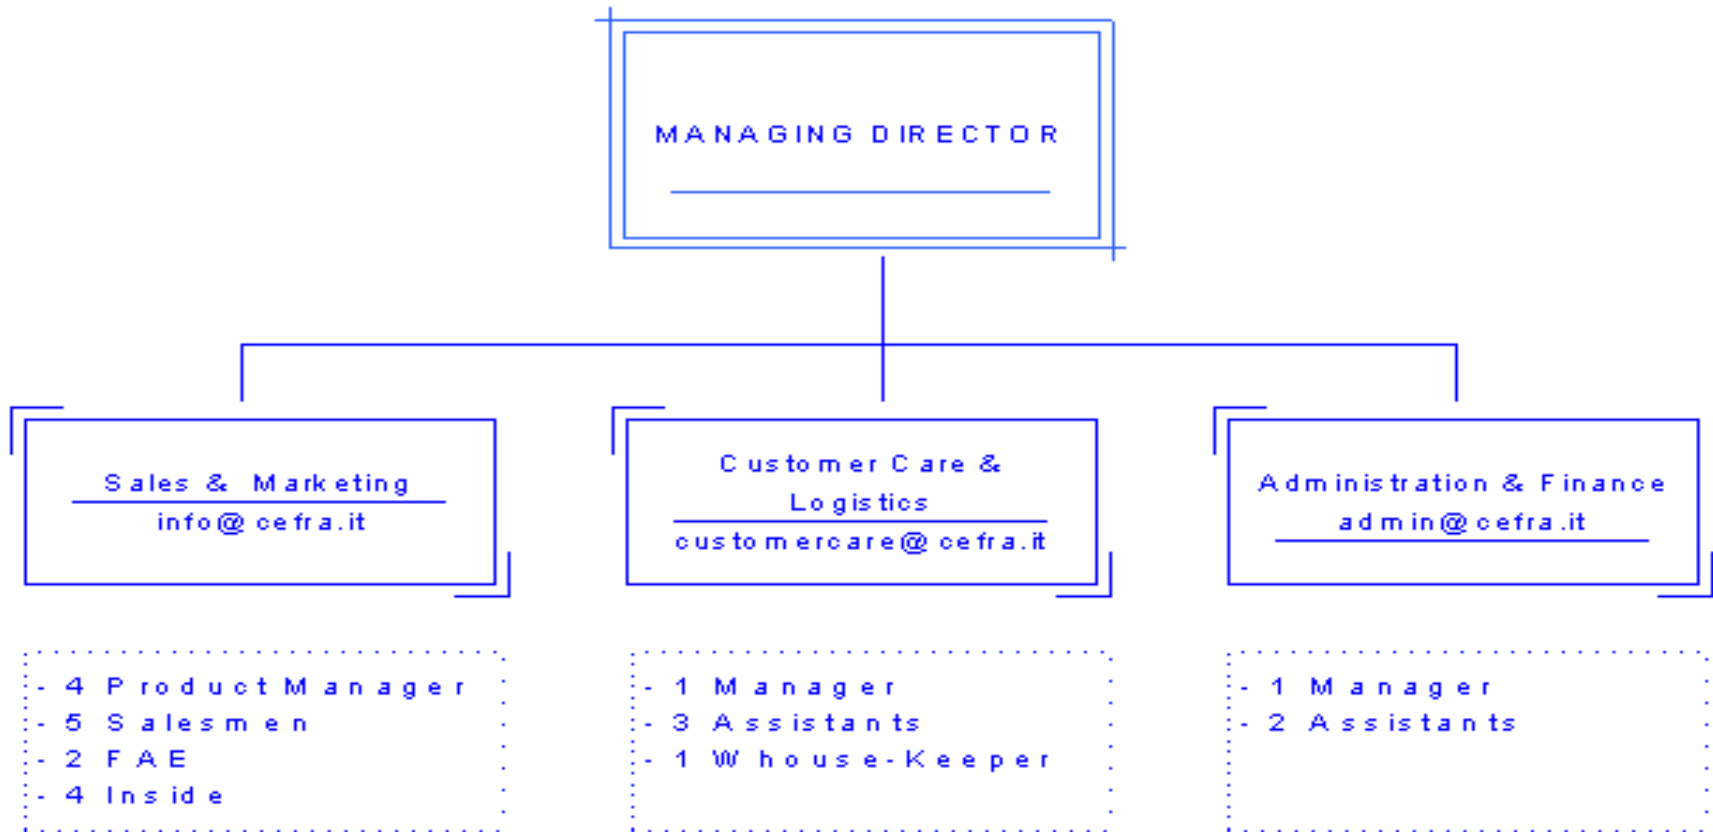 MANAGING DIRECTOR
Sales & Marketing
info@cefra.it
Customer Care &
Logistics
customercare@cefra.it
Administration & Finance
admin@cefra.it
- 4 Product Manager
- 5 Salesmen
- 2 FAE
- 4 Inside
- 1 Manager
- 3 Assistants
- 1 Whouse-Keeper
- 1 Manager
- 2 Assistants